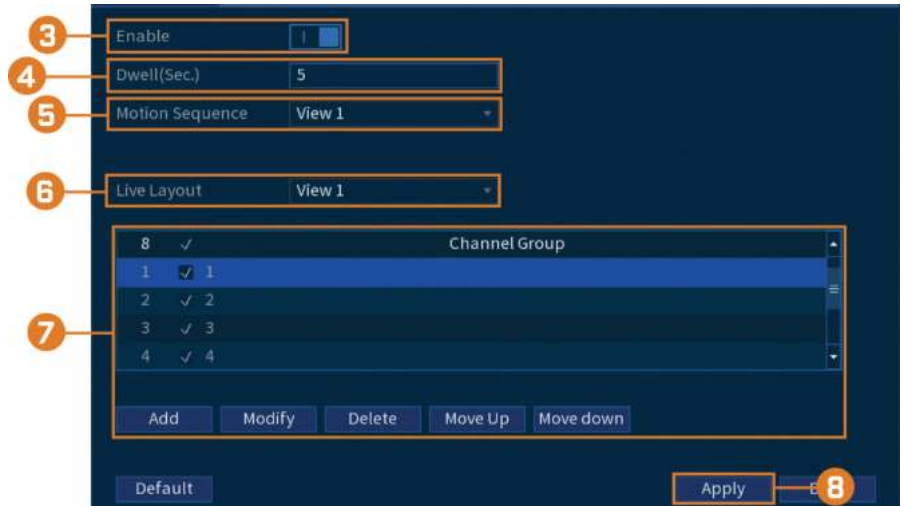 3 Enable
4 Dwell(Sec.) 5
5 Motion Sequence View 1
6 Live Layout View 1
8 Channel Group
1 1
2 2
7 3 3
4 4
Add Modify Delete Move Up Move down
Default Apply 8